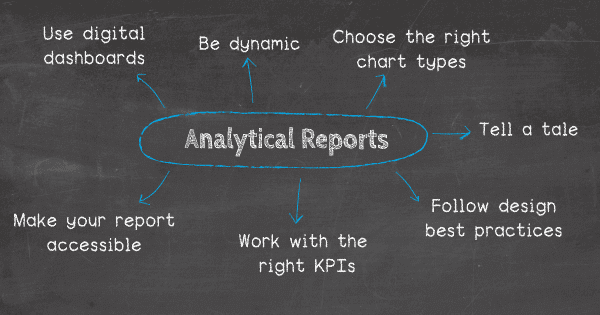 Use digital
dashboards
Be dynamic
Choose the right
chart types
Analytical Reports
Tell a tale
Make your report
accessible
Work with the
right KPIs
Follow design
best practices